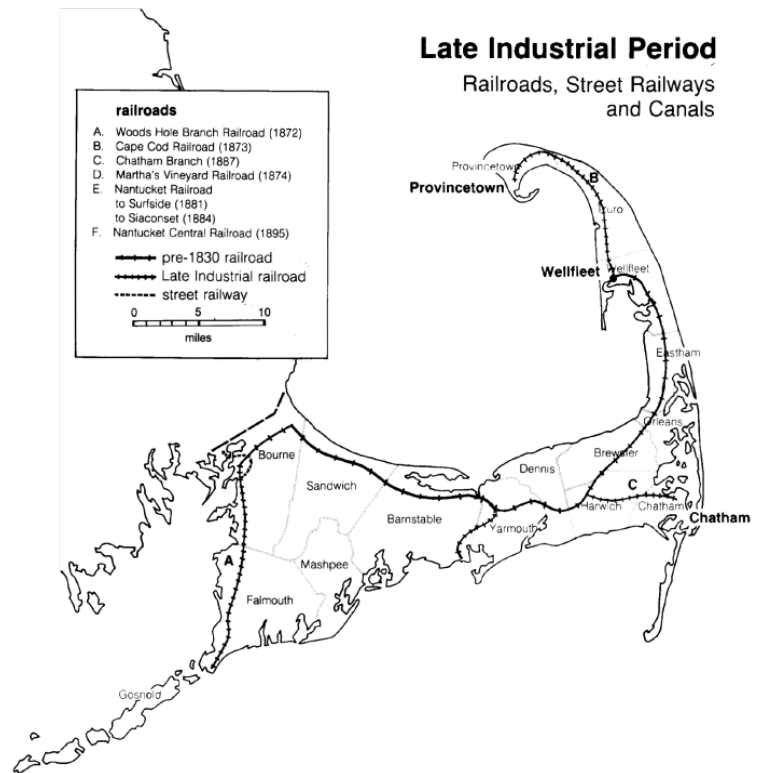 Late Industrial Period
Railroads, Street Railways
and Canals
railroads
A. Woods Hole Branch Railroad (1872)
B. Cape Cod Railroad (1873)
C. Chatham Branch (1887)
D. Martha's Vineyard Railroad (1874)
E. Nantucket Railroad
to Surfside (1881)
to Siaconset (1884)
F. Nantucket Central Railroad (1895)
pre-1830 railroad
Late Industrial railroad
street railway
0 5 10
miles
Provincetown
B
Provincetown
Truro
Wellfleet Wellfleet
Eastham
Orleans
Bourne
Brewster
Dennis
Sandwich
C
Harwich Chatham
Barnstable
Chatham
Yarmouth
A
Mashpee
Falmouth
Gosnold